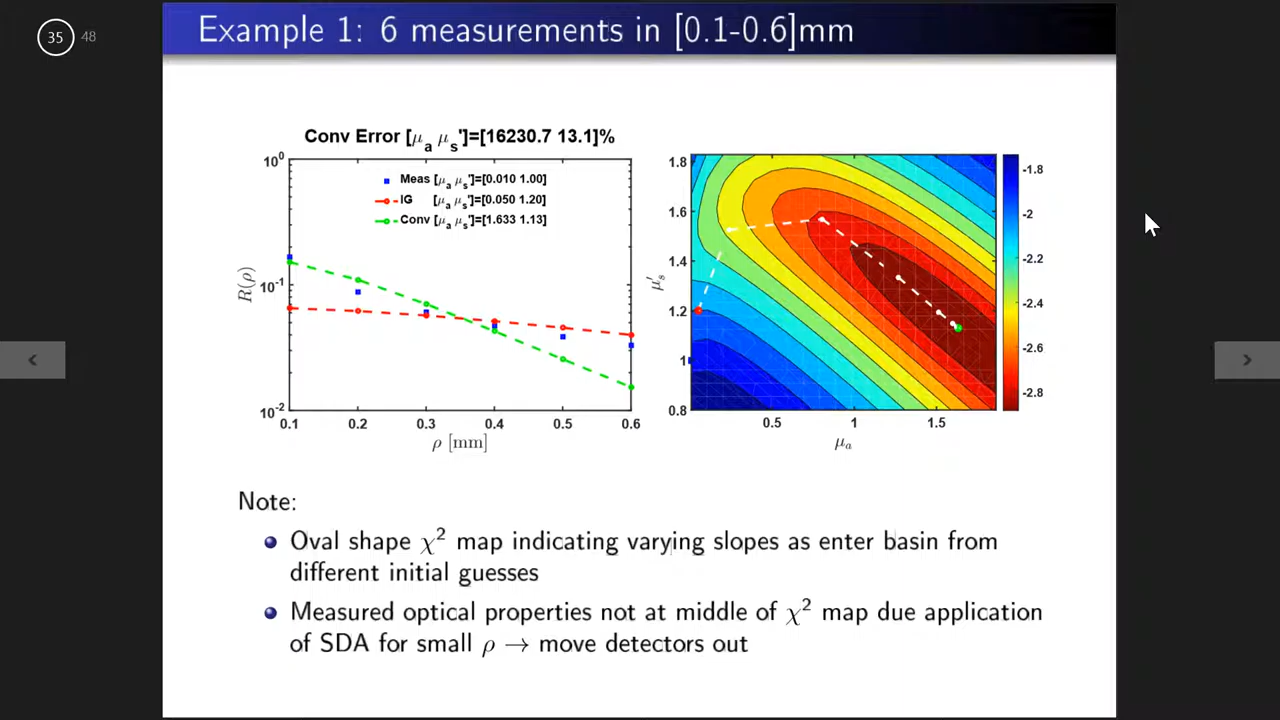 35 48
Example 1: 6 measurements in [0.1-0.6]mm
Conv Error [μa μs']=[16230.7 13.1]%
Meas [μa μs']=[0.010 1.00]
IG [μa μs']=[0.050 1.20]
Conv [μa μs']=[1.633 1.13]
10^0
10^-1
10^-2
R(ρ)
0.1 0.2 0.3 0.4 0.5 0.6
ρ [mm]
1.8
1.6
1.4
1.2
1
0.8
μ's
0.5 1 1.5
μa
-1.8
-2
-2.2
-2.4
-2.6
-2.8
Note:
Oval shape χ² map indicating varying slopes as enter basin from
different initial guesses
Measured optical properties not at middle of χ² map due application
of SDA for small ρ → move detectors out